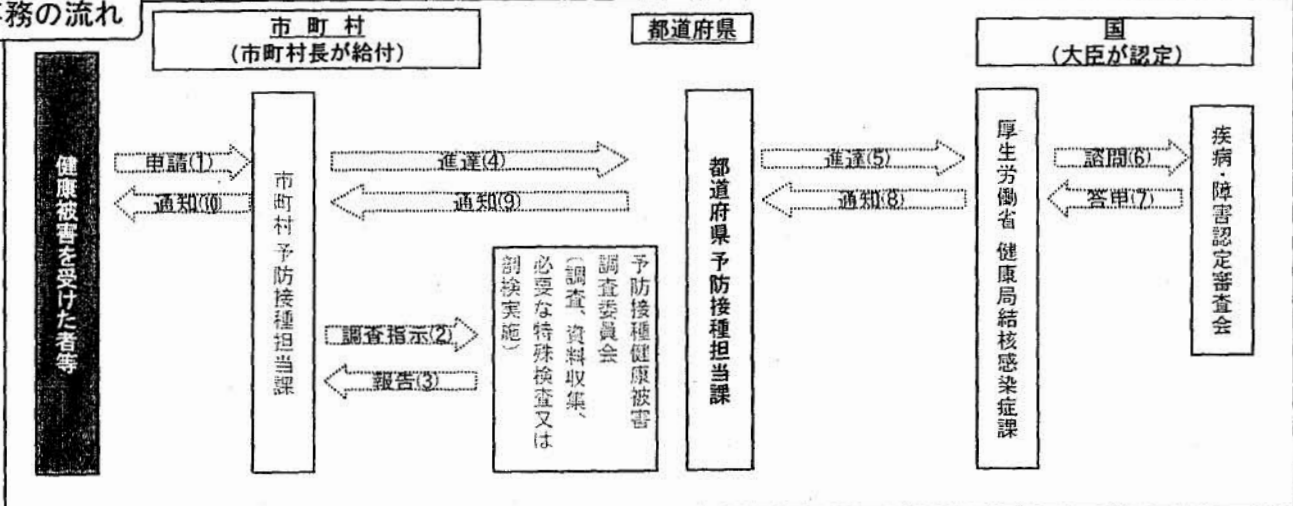 務の流れ
市 町 村
(市町村長が給付)
都道府県
国
(大臣が認定)
健康被害を受けた者等
申請(1)
通知(10)
市町村 予防接種担当課
進達(4)
通知(9)
調査指示(2)
報告(3)
予防接種健康被害
調査委員会
(調査、資料収集、
必要な特殊検査又は
剖検実施)
都道府県 予防接種担当課
進達(5)
通知(8)
厚生労働省 健康局結核感染症課
諮問(6)
答申(7)
疾病・障害認定審査会